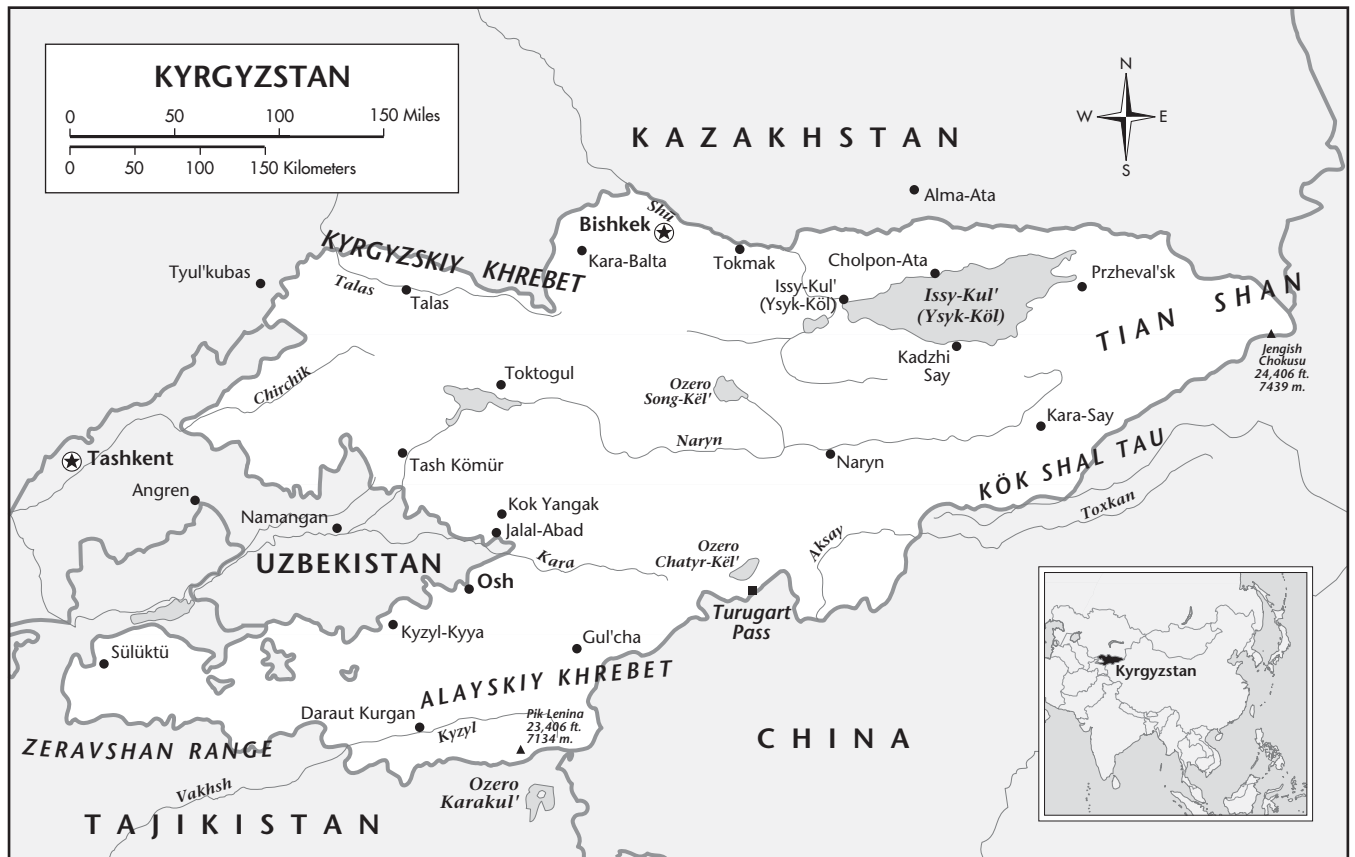 KYRGYZSTAN
0 50 100 150 Miles
0 50 100 150 Kilometers
N
W E
S
KAZAKHSTAN
Alma-Ata
Shū
Bishkek
Kara-Balta
Tokmak
KYRGYZSKIY KHREBET
Tyul'kubas
Talas
Talas
Cholpon-Ata
Issy-Kul'
(Ysyk-Köl)
Issy-Kul'
(Ysyk-Köl)
Przheval'sk
TIAN SHAN
Jengish
Chokusu
24,406 ft.
7439 m.
Kadzhi
Say
Chirchik
Toktogul
Ozero
Song-Kël'
Kara-Say
Naryn
Naryn
Tashkent
Tash Kömür
KÖK SHAL TAU
Angren
Toxkan
Kok Yangak
Namangan
Jalal-Abad
UZBEKISTAN
Kara
Ozero
Chatyr-Kël'
Aksay
Osh
Turugart
Pass
Kyzyl-Kyya
Gul'cha
Sülüktü
ALAYSKIY KHREBET
Daraut Kurgan
Kyzyl
Pik Lenina
23,406 ft.
7134 m.
ZERAVSHAN RANGE
CHINA
Vakhsh
Ozero
Karakul'
TAJIKISTAN
Kyrgyzstan